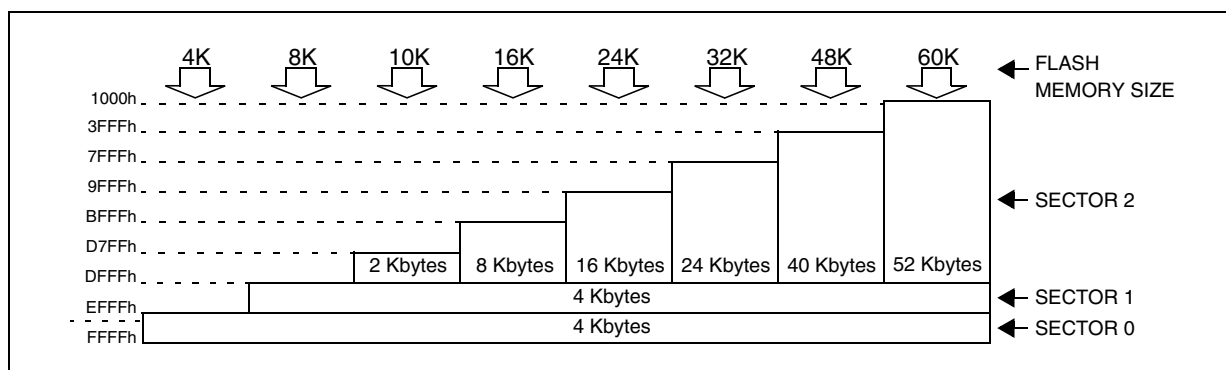 4K 8K 10K 16K 24K 32K 48K 60K FLASH
MEMORY SIZE
1000h
3FFFh
7FFFh
9FFFh
SECTOR 2
BFFFh
D7FFh
2 Kbytes 8 Kbytes 16 Kbytes 24 Kbytes 40 Kbytes 52 Kbytes
DFFFh
4 Kbytes SECTOR 1
EFFFh
4 Kbytes SECTOR 0
FFFFh